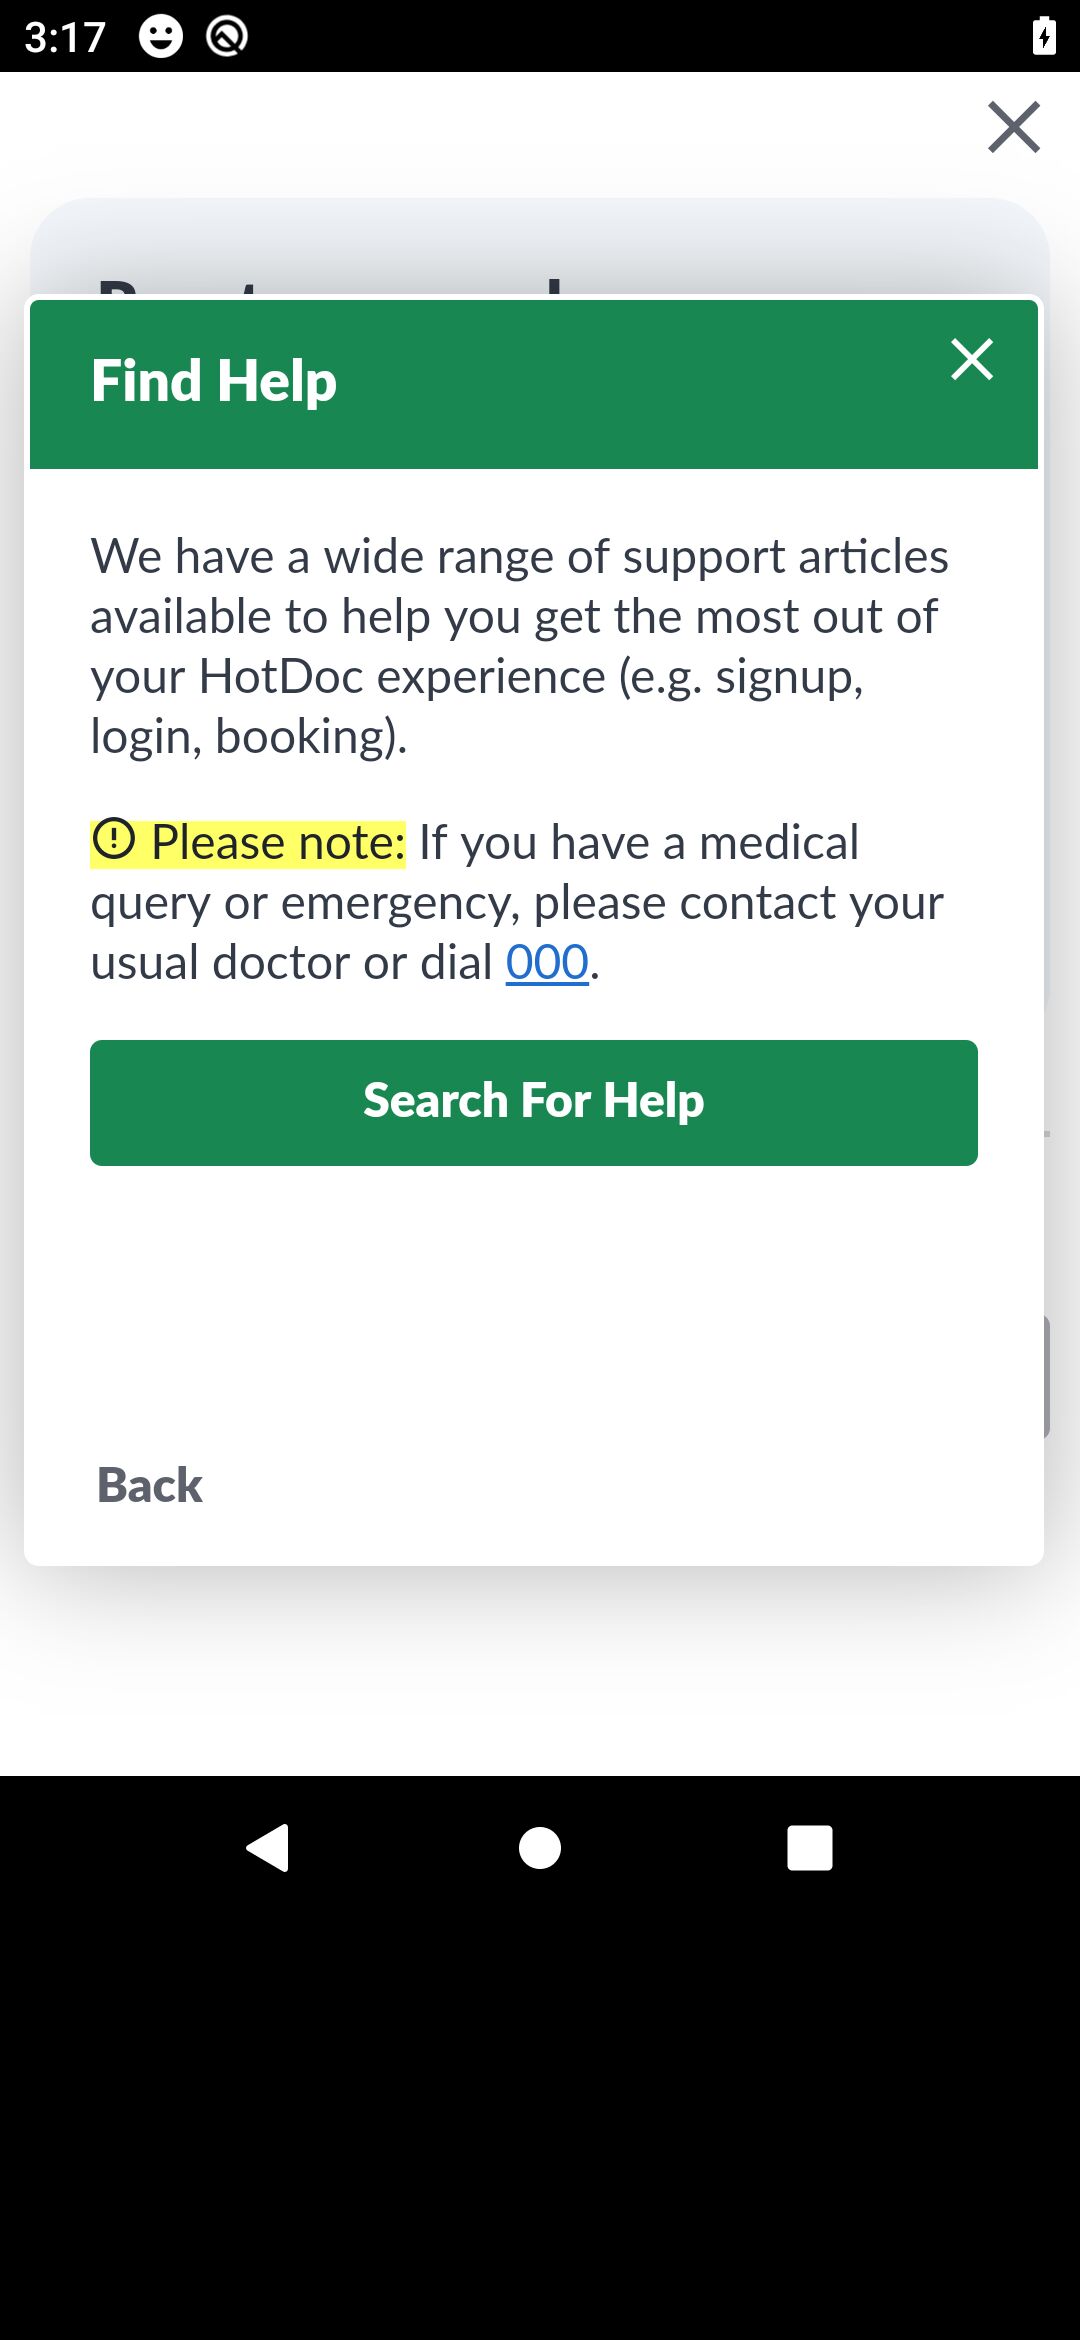 3:17
Find Help
We have a wide range of support articles
available to help you get the most out of
your HotDoc experience (e.g. signup,
login, booking).
Please note: If you have a medical
query or emergency, please contact your
usual doctor or dial 000.
Search For Help
Back